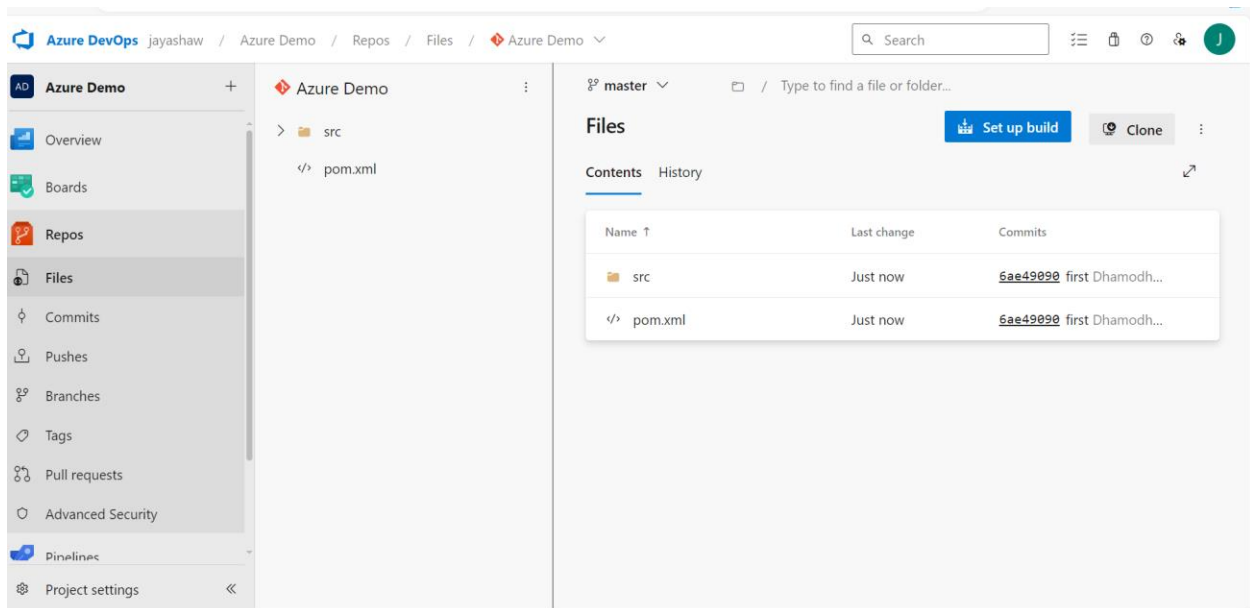 Azure DevOps jayashaw / Azure Demo / Repos / Files / Azure Demo
Search
J
AD Azure Demo +
Overview
Boards
Repos
Files
Commits
Pushes
Branches
Tags
Pull requests
Advanced Security
Pipelines
Project settings
Azure Demo
src
</> pom.xml
master / Type to find a file or folder...
Files
Set up build
Clone
Contents History
Name ↑ Last change Commits
src Just now 6ae49090 first Dhamodh...
</> pom.xml Just now 6ae49090 first Dhamodh...